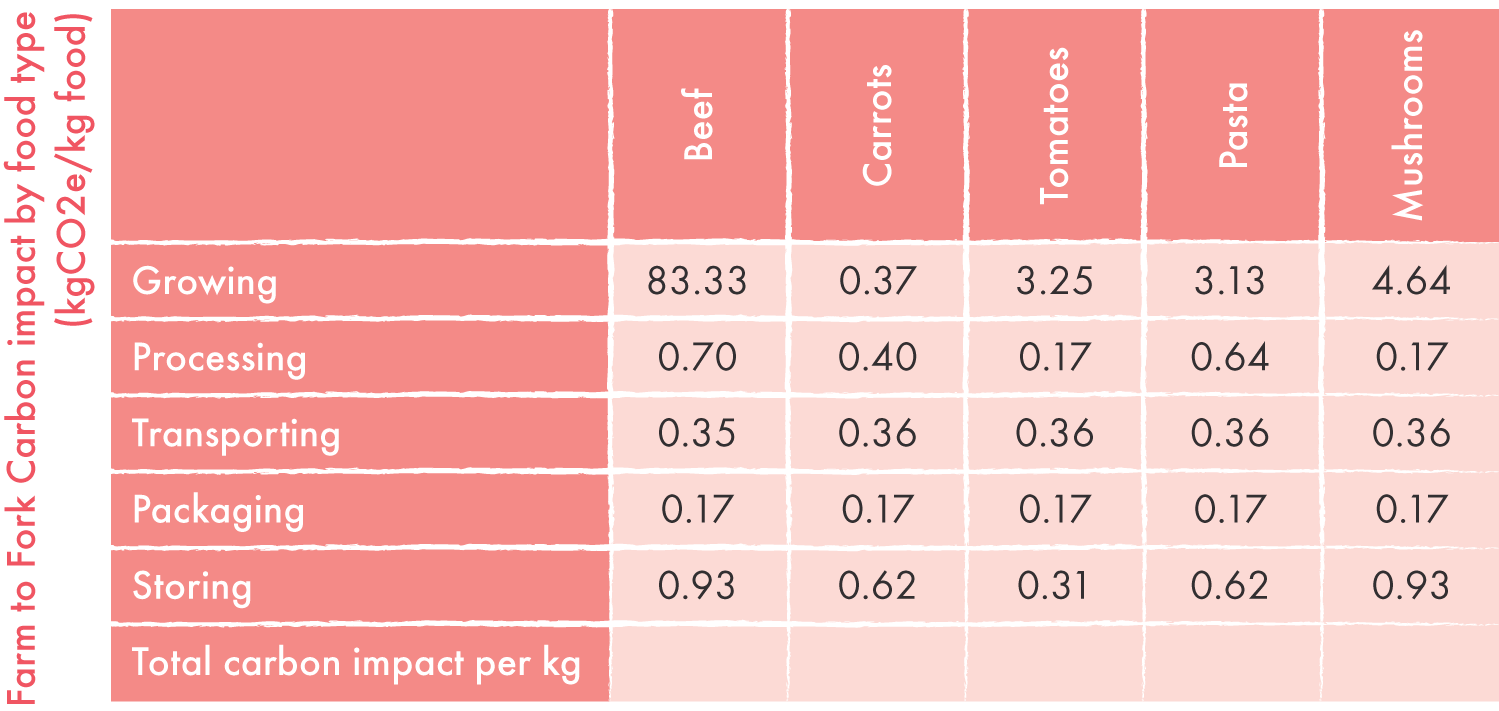 Farm to Fork Carbon impact by food type
(kgCO2e/kg food)
Beef Carrots Tomatoes Pasta Mushrooms
Growing 83.33 0.37 3.25 3.13 4.64
Processing 0.70 0.40 0.17 0.64 0.17
Transporting 0.35 0.36 0.36 0.36 0.36
Packaging 0.17 0.17 0.17 0.17 0.17
Storing 0.93 0.62 0.31 0.62 0.93
Total carbon impact per kg